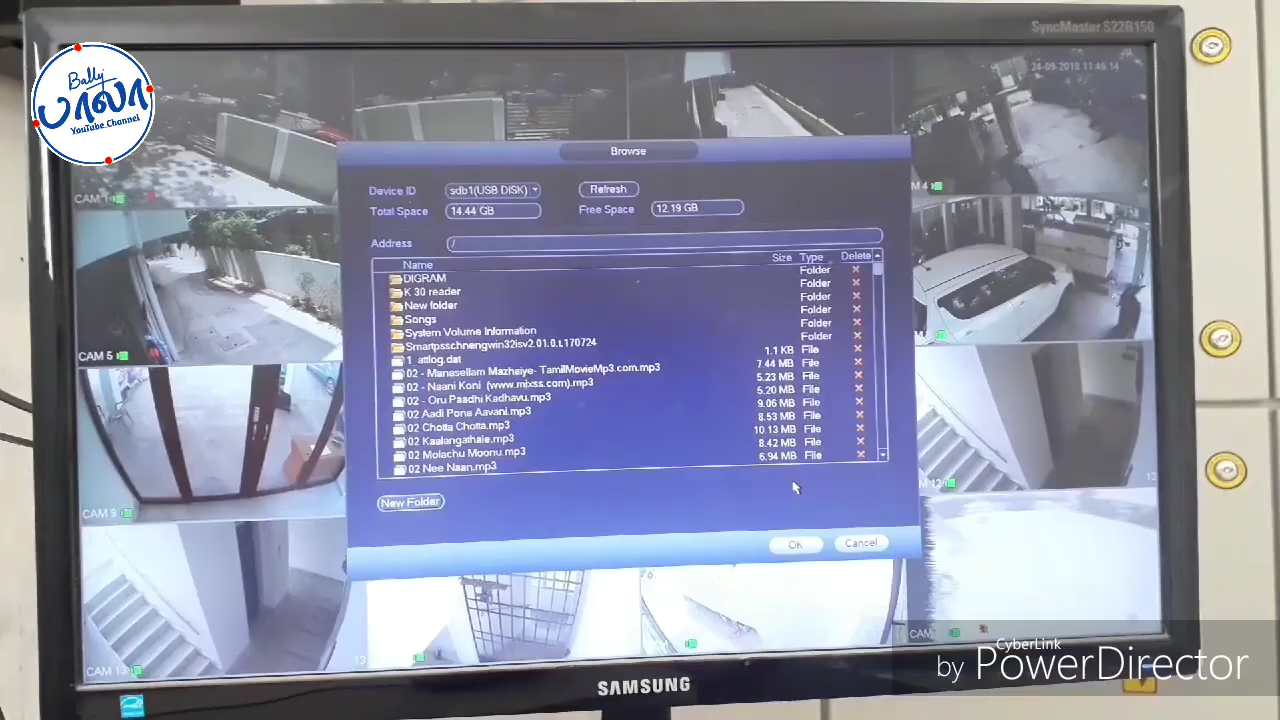 SyncMaster S22B150
Bally
பாலா
YouTube Channel
24-09-2018 11:46:14
Browse
Device ID sdb1(USB DISK) Refresh
Total Space 14.44 GB Free Space 12.19 GB
Address /
Name Size Type Delete
DIGRAM Folder
K 30 reader Folder
New folder Folder
Songs Folder
System Volume Information Folder
Smartpsschnengwin32isv2.01.0.t.170724 Folder
1_attlog.dat 1.1 KB File
02 - Manasellam Mazhaiye- TamilMovieMp3.com.mp3 7.44 MB File
02 - Naani Koni (www.mixss.com).mp3 5.23 MB File
02 - Oru Paadhi Kadhavu.mp3 5.20 MB File
02 Aadi Pona Aavani.mp3 9.06 MB File
02 Chotta Chotta.mp3 8.53 MB File
02 Kaalangathale.mp3 10.13 MB File
02 Molachu Moonu.mp3 8.42 MB File
02 Nee Naan.mp3 6.94 MB File
New Folder
Ok Cancel
CAM 1
M 4
4
CAM 5
CAM 9
M 12
12
CAM 13
13
CAM
SAMSUNG
CyberLink
by PowerDirector